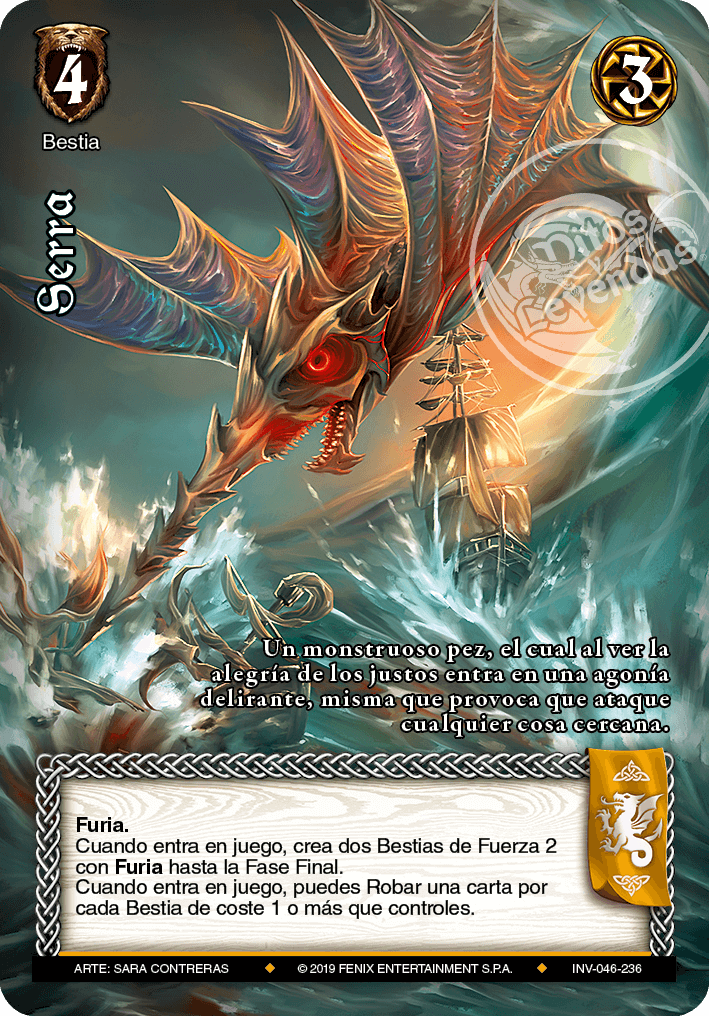 4
3
Bestia
Serra
Mitos
y
Leyendas
Un monstruoso pez, el cual al ver la
alegría de los justos entra en una agonía
delirante, misma que provoca que ataque
cualquier cosa cercana.
Furia.
Cuando entra en juego, crea dos Bestias de Fuerza 2
con Furia hasta la Fase Final.
Cuando entra en juego, puedes Robar una carta por
cada Bestia de coste 1 o más que controles.
ARTE: SARA CONTRERAS ◆ © 2019 FENIX ENTERTAINMENT S.P.A. ◆ INV-046-236